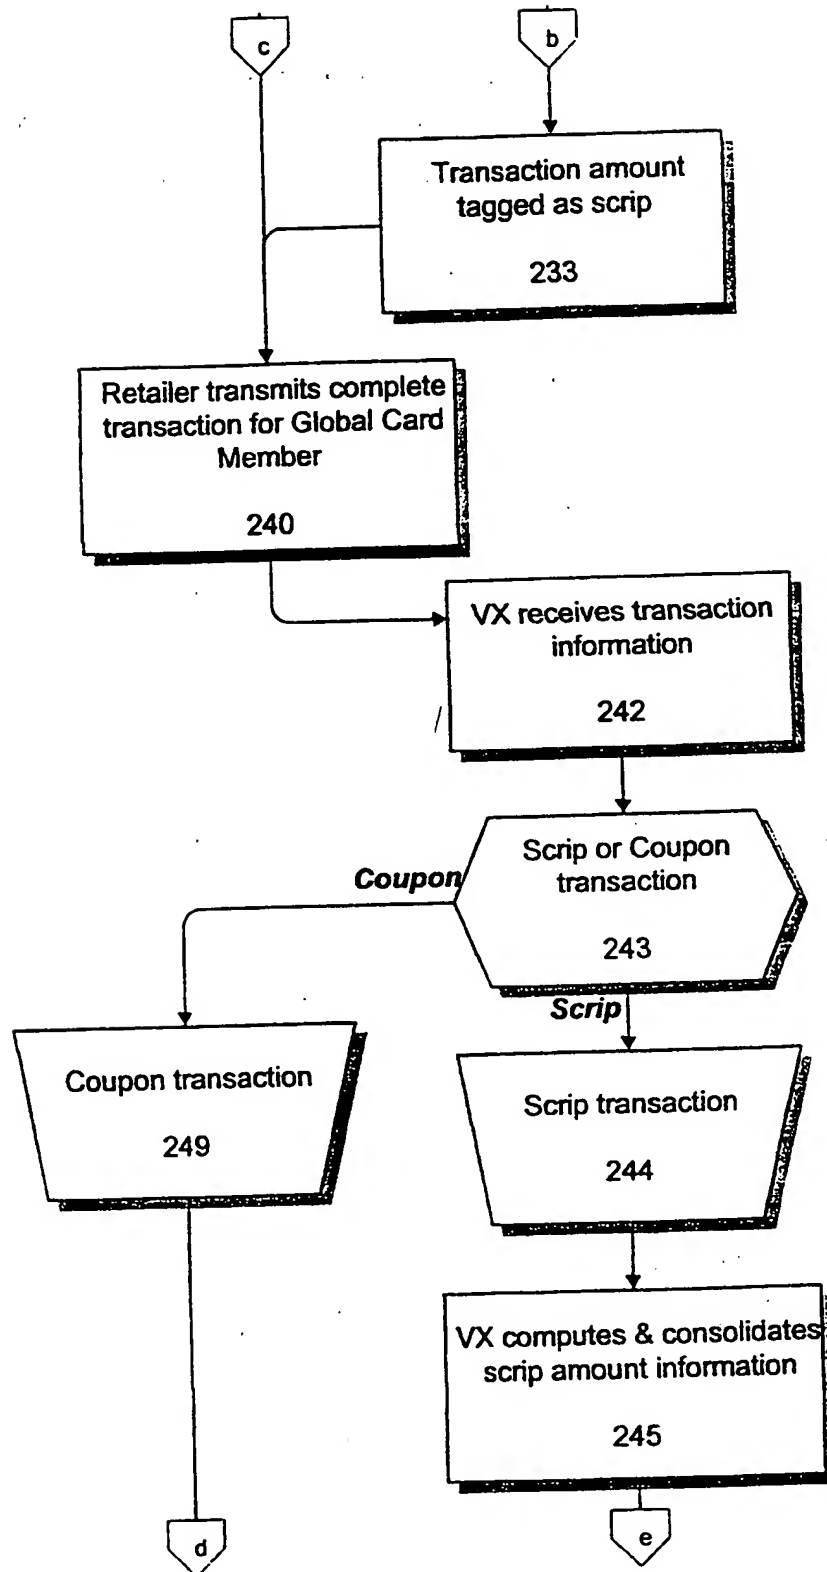 c
b
Transaction amount
tagged as scrip
233
Retailer transmits complete
transaction for Global Card
Member
240
VX receives transaction
information
242
Scrip or Coupon
transaction
243
Coupon
Scrip
Coupon transaction
249
Scrip transaction
244
VX computes & consolidates
scrip amount information
245
d
e